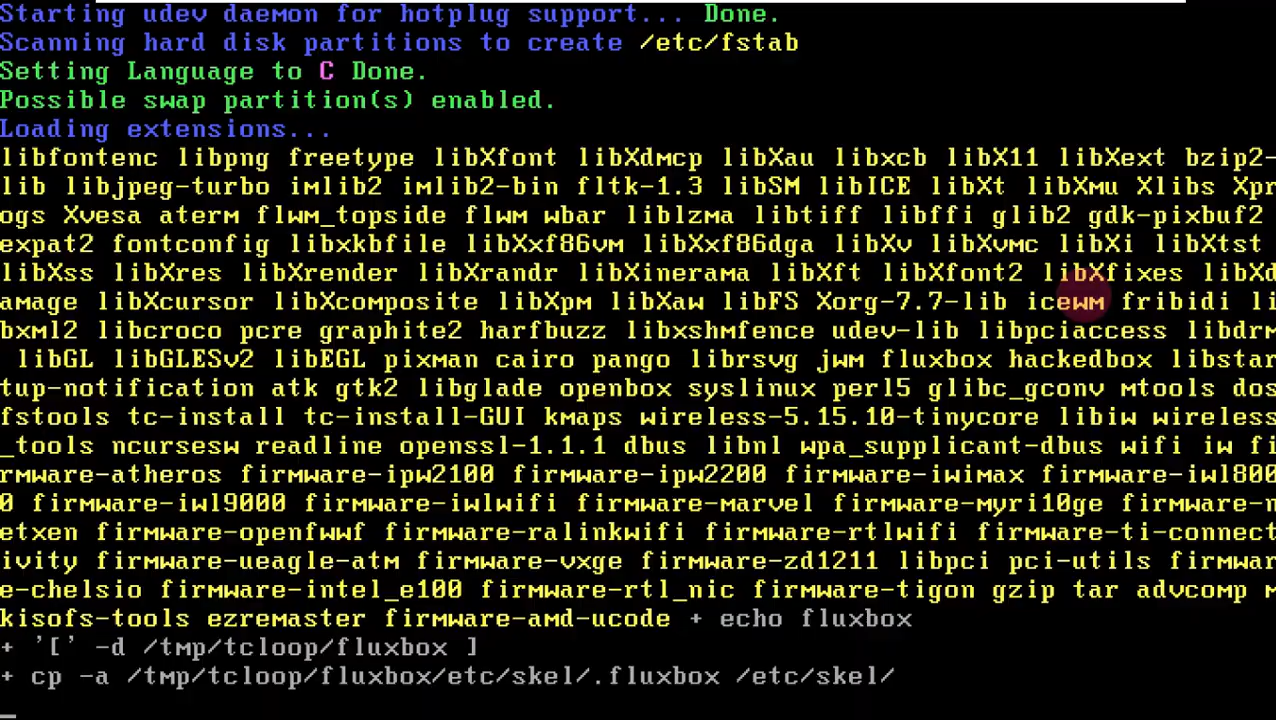 Starting udev daemon for hotplug support... Done.
Scanning hard disk partitions to create /etc/fstab
Setting Language to C Done.
Possible swap partition(s) enabled.
Loading extensions...
libfontenc libpng freetype libXfont libXdmcp libXau libxcb libX11 libXext bzip2-
lib libjpeg-turbo imlib2 imlib2-bin fltk-1.3 libSM libICE libXt libXmu Xlibs Xpr
ogs Xvesa aterm flwm_topside flwm wbar liblzma libtiff libffi glib2 gdk-pixbuf2
expat2 fontconfig libxkbfile libXxf86vm libXxf86dga libXv libXvmc libXi libXtst
libXss libXres libXrender libXrandr libXinerama libXft libXfont2 libXfixes libXd
amage libXcursor libXcomposite libXpm libXaw libFS Xorg-7.7-lib icewm fribidi li
bxml2 libcroco pcre graphite2 harfbuzz libxshmfence udev-lib libpciaccess libdrm
libGL libGLESv2 libEGL pixman cairo pango librsvg jwm fluxbox hackedbox libstar
tup-notification atk gtk2 libglade openbox syslinux perl5 glibc_gconv mtools dos
fstools tc-install tc-install-GUI kmaps wireless-5.15.10-tinycore libiw wireless
_tools ncursesw readline openssl-1.1.1 dbus libnl wpa_supplicant-dbus wifi iw fi
rmware-atheros firmware-ipw2100 firmware-ipw2200 firmware-iwimax firmware-iwl800
0 firmware-iwl9000 firmware-iwlwifi firmware-marvel firmware-myri10ge firmware-n
etxen firmware-openfwwf firmware-ralinkwifi firmware-rtlwifi firmware-ti-connect
ivity firmware-ueagle-atm firmware-vxge firmware-zd1211 libpci pci-utils firmwar
e-chelsio firmware-intel_e100 firmware-rtl_nic firmware-tigon gzip tar advcomp m
kisofs-tools ezremaster firmware-amd-ucode + echo fluxbox
+ '[' -d /tmp/tcloop/fluxbox ]
+ cp -a /tmp/tcloop/fluxbox/etc/skel/.fluxbox /etc/skel/